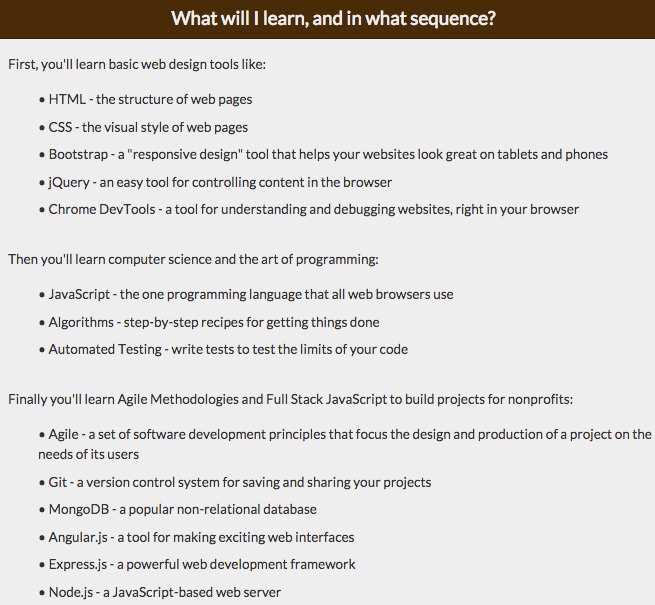 What will I learn, and in what sequence?
First, you'll learn basic web design tools like:
• HTML - the structure of web pages
• CSS - the visual style of web pages
• Bootstrap - a "responsive design" tool that helps your websites look great on tablets and phones
• jQuery - an easy tool for controlling content in the browser
• Chrome DevTools - a tool for understanding and debugging websites, right in your browser
Then you'll learn computer science and the art of programming:
• JavaScript - the one programming language that all web browsers use
• Algorithms - step-by-step recipes for getting things done
• Automated Testing - write tests to test the limits of your code
Finally you'll learn Agile Methodologies and Full Stack JavaScript to build projects for nonprofits:
• Agile - a set of software development principles that focus the design and production of a project on the
needs of its users
• Git - a version control system for saving and sharing your projects
• MongoDB - a popular non-relational database
• Angular.js - a tool for making exciting web interfaces
• Express.js - a powerful web development framework
• Node.js - a JavaScript-based web server